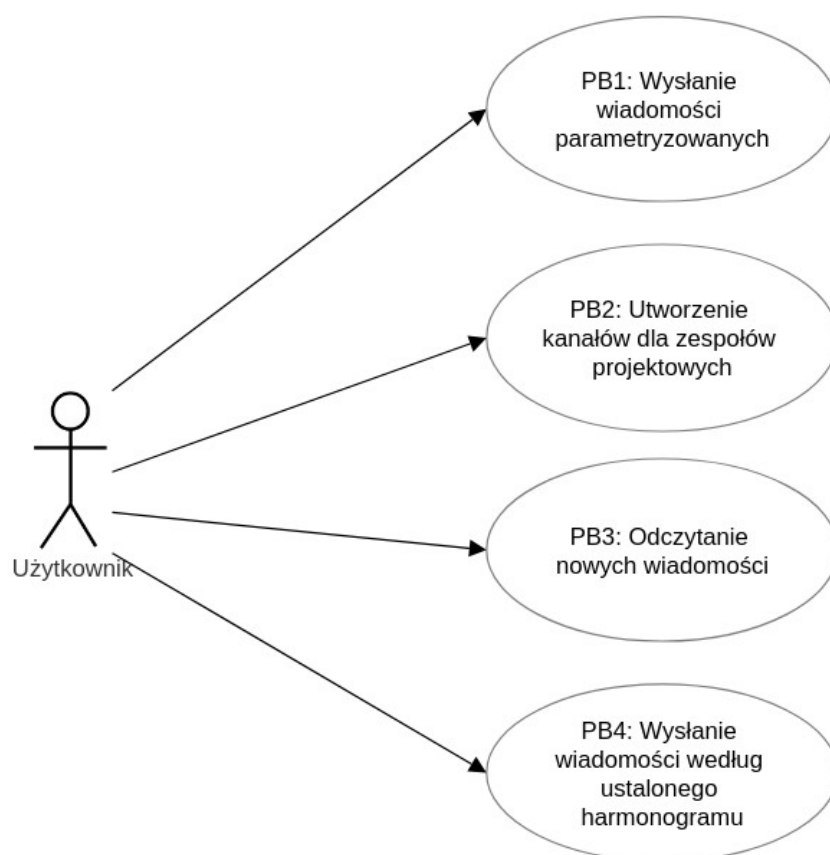 PB1: Wysłanie
wiadomości
parametryzowanych
PB2: Utworzenie
kanałów dla zespołów
projektowych
PB3: Odczytanie
nowych wiadomości
Użytkownik
PB4: Wysłanie
wiadomości według
ustalonego
harmonogramu